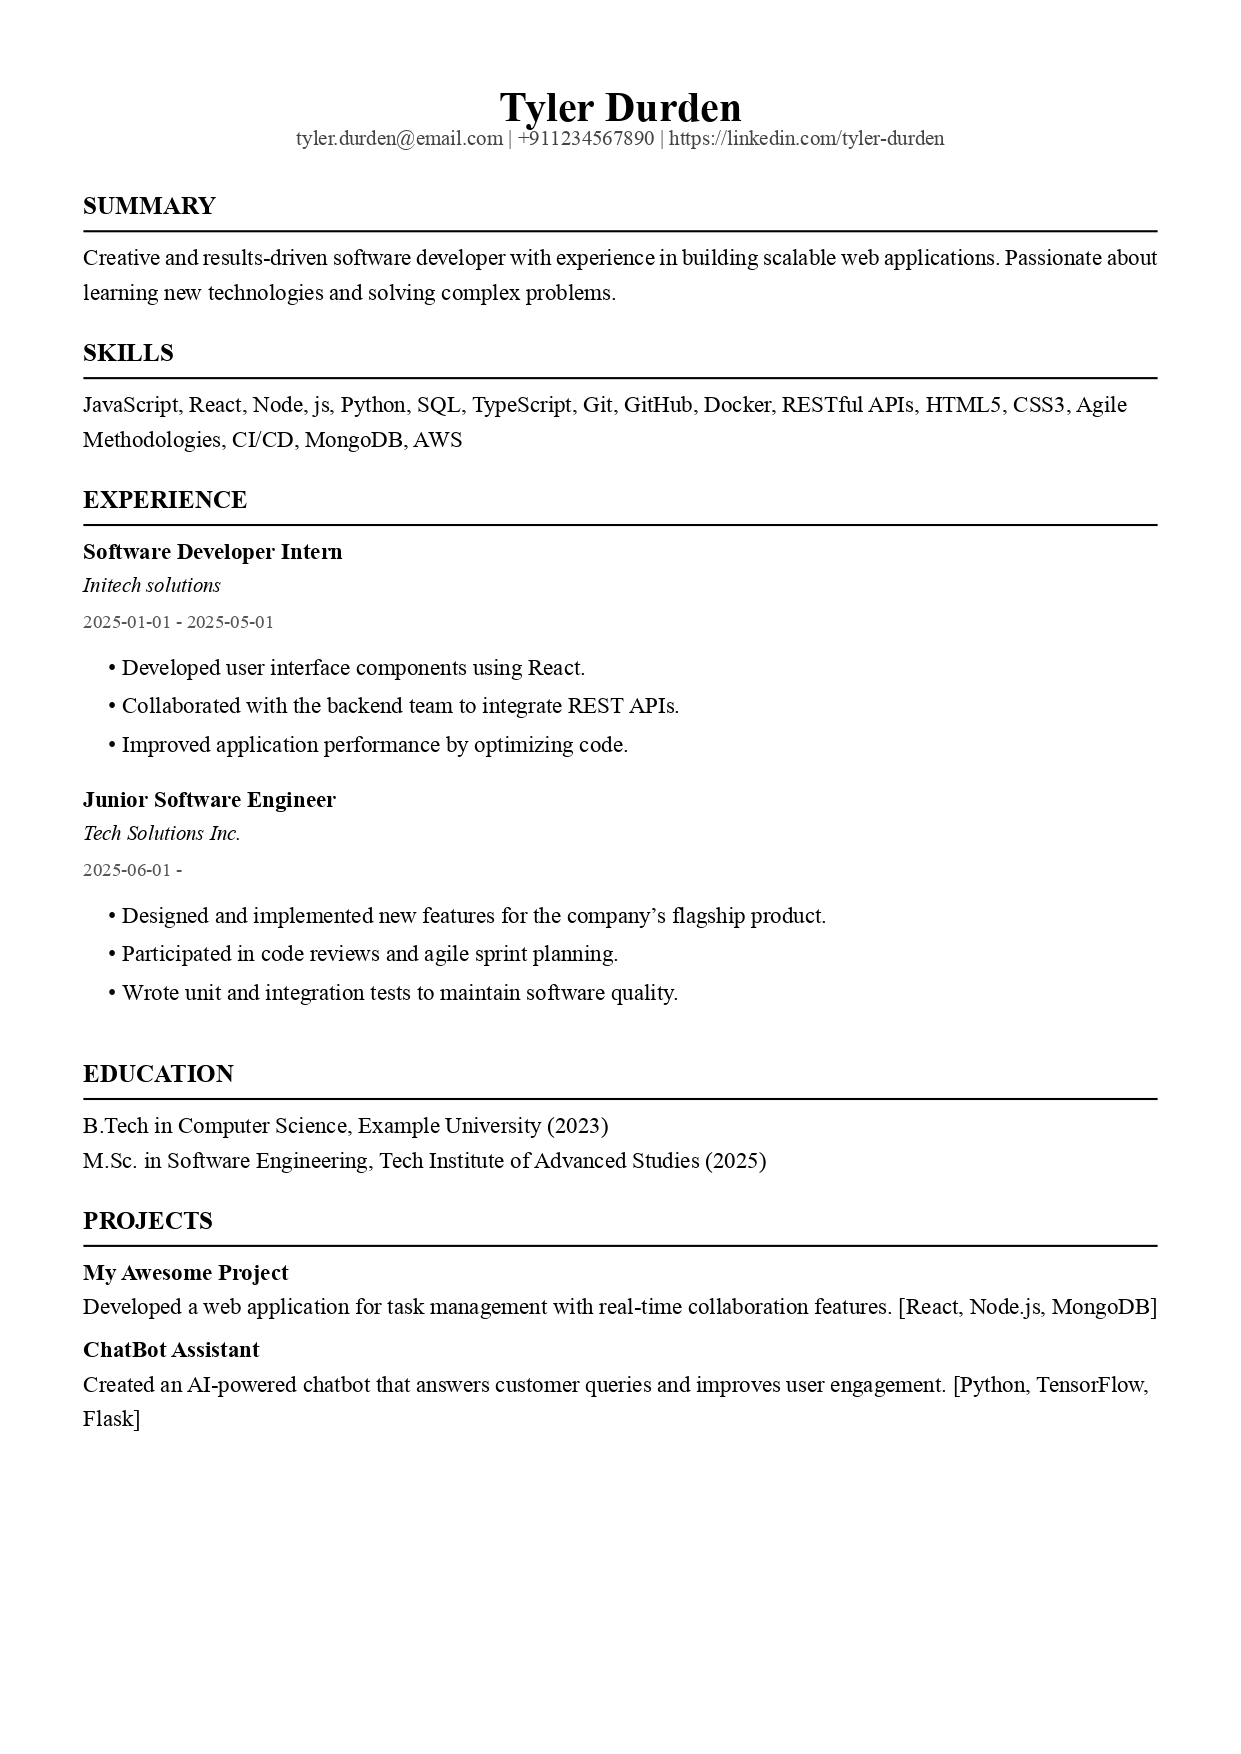 Tyler Durden
tyler.durden@email.com | +911234567890 | https://linkedin.com/tyler-durden
SUMMARY
Creative and results-driven software developer with experience in building scalable web applications. Passionate about
learning new technologies and solving complex problems.
SKILLS
JavaScript, React, Node, js, Python, SQL, TypeScript, Git, GitHub, Docker, RESTful APIs, HTML5, CSS3, Agile
Methodologies, CI/CD, MongoDB, AWS
EXPERIENCE
Software Developer Intern
Initech solutions
2025-01-01 - 2025-05-01
• Developed user interface components using React.
• Collaborated with the backend team to integrate REST APIs.
• Improved application performance by optimizing code.
Junior Software Engineer
Tech Solutions Inc.
2025-06-01 -
• Designed and implemented new features for the company’s flagship product.
• Participated in code reviews and agile sprint planning.
• Wrote unit and integration tests to maintain software quality.
EDUCATION
B.Tech in Computer Science, Example University (2023)
M.Sc. in Software Engineering, Tech Institute of Advanced Studies (2025)
PROJECTS
My Awesome Project
Developed a web application for task management with real-time collaboration features. [React, Node.js, MongoDB]
ChatBot Assistant
Created an AI-powered chatbot that answers customer queries and improves user engagement. [Python, TensorFlow,
Flask]